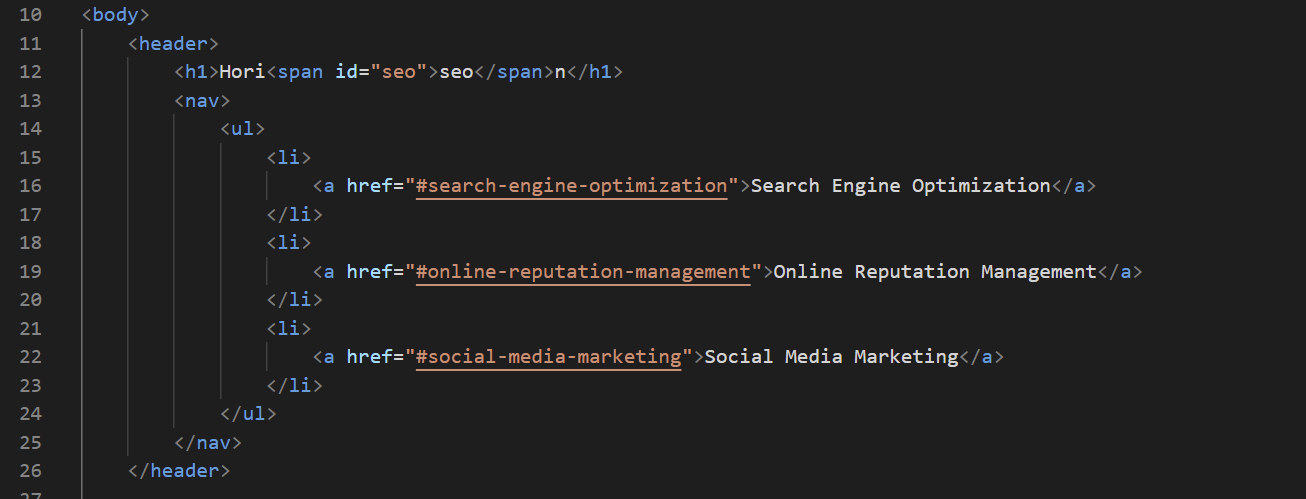 10 <body>
11 <header>
12 <h1>Hori<span id="seo">seo</span>n</h1>
13 <nav>
14 <ul>
15 <li>
16 <a href="#search-engine-optimization">Search Engine Optimization</a>
17 </li>
18 <li>
19 <a href="#online-reputation-management">Online Reputation Management</a>
20 </li>
21 <li>
22 <a href="#social-media-marketing">Social Media Marketing</a>
23 </li>
24 </ul>
25 </nav>
26 </header>
27